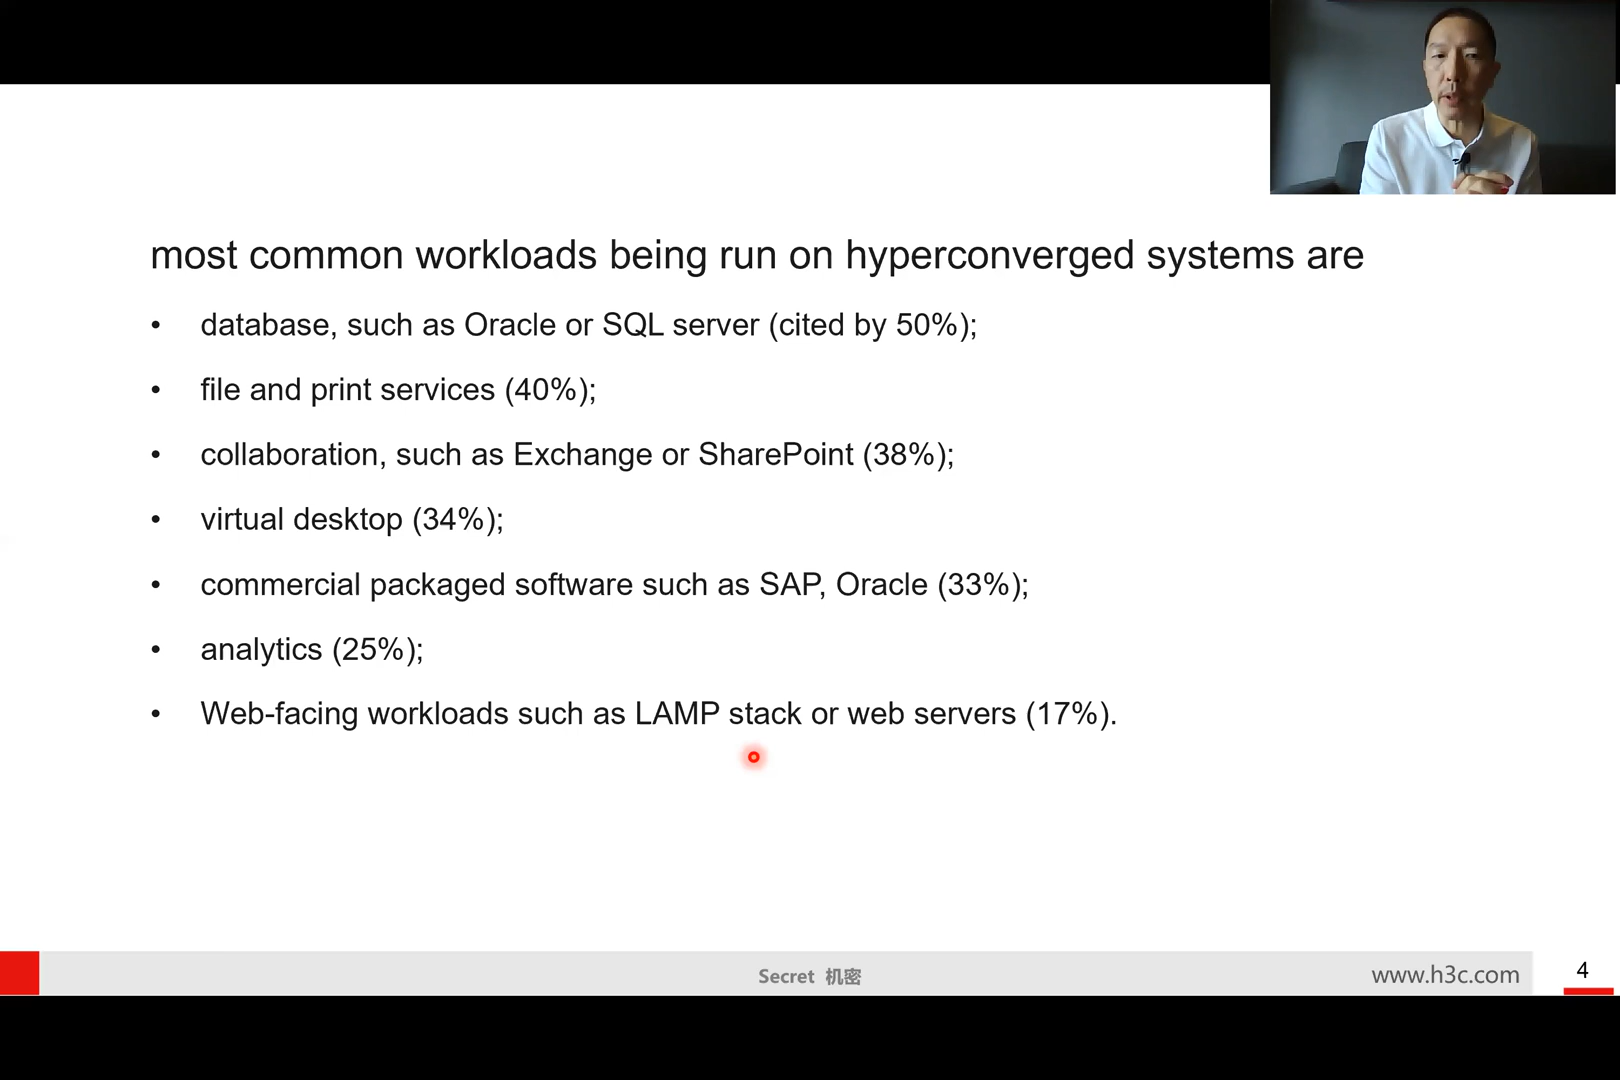 most common workloads being run on hyperconverged systems are
• database, such as Oracle or SQL server (cited by 50%);
• file and print services (40%);
• collaboration, such as Exchange or SharePoint (38%);
• virtual desktop (34%);
• commercial packaged software such as SAP, Oracle (33%);
• analytics (25%);
• Web-facing workloads such as LAMP stack or web servers (17%).
Secret 机密
www.h3c.com
4